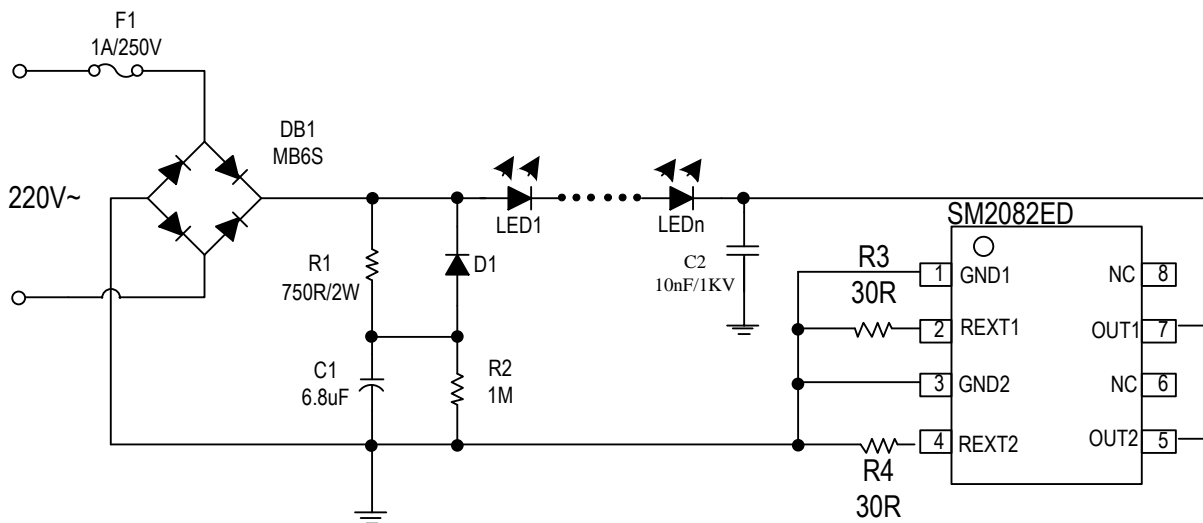 F1
1A/250V
DB1
MB6S
220V~
LED1
LEDn
R1
750R/2W
D1
C2
10nF/1KV
C1
6.8uF
R2
1M
SM2082ED
R3
30R
1 GND1
NC 8
2 REXT1
OUT1 7
3 GND2
NC 6
4 REXT2
OUT2 5
R4
30R